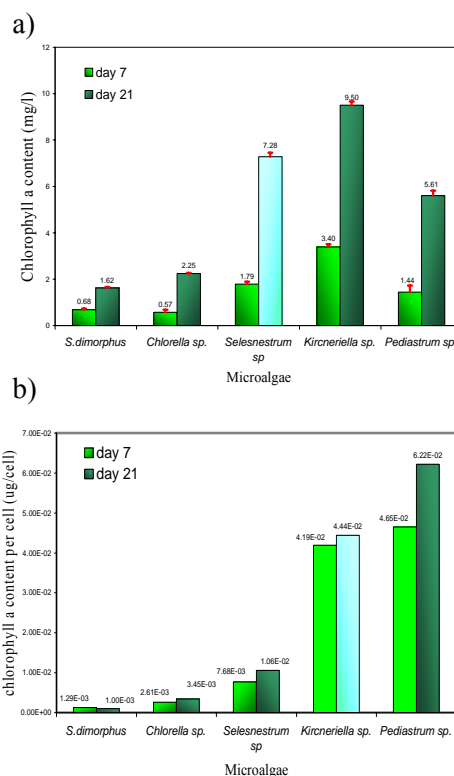 a)
Chlorophyll a content (mg/l)
12
10
8
6
4
2
0
day 7
day 21
0.68
1.62
0.57
2.25
1.79
7.28
3.40
9.50
1.44
5.61
S.dimorphus
Chlorella sp.
Selesnestrum
sp
Kircneriella sp.
Pediastrum sp
Microalgae
b)
chlorophyll a content per cell (ug/cell)
7.00E-02
6.00E-02
5.00E-02
4.00E-02
3.00E-02
2.00E-02
1.00E-02
0.00E+00
day 7
day 21
1.29E-03
1.00E-03
2.61E-03
3.45E-03
7.68E-03
1.06E-02
4.19E-02
4.44E-02
4.65E-02
6.22E-02
S.dimorphus
Chlorella sp.
Selesnestrum
sp
Kircneriella sp.
Pediastrum sp.
Microalgae